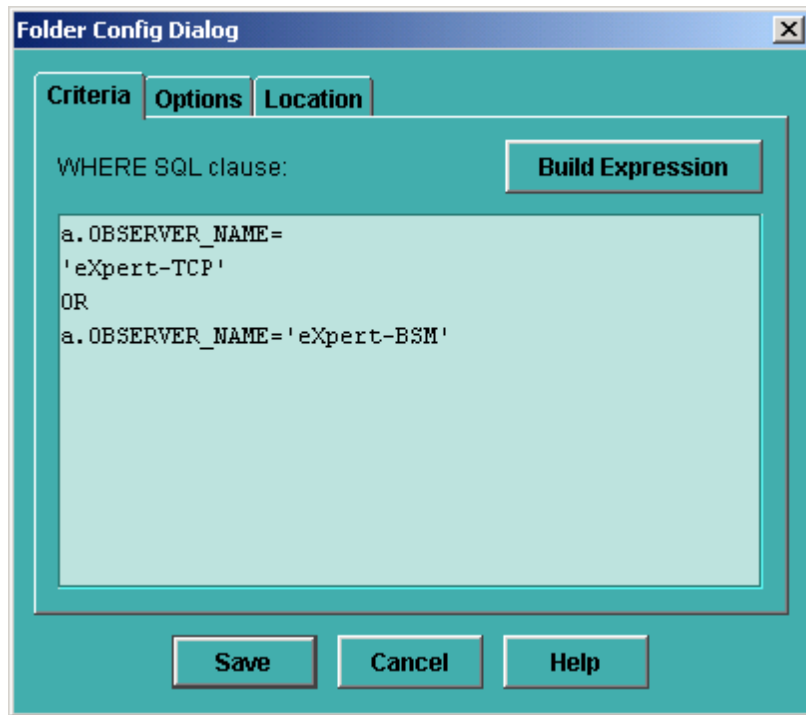 Folder Config Dialog
Criteria Options Location
WHERE SQL clause: Build Expression
a.OBSERVER_NAME=
'eXpert-TCP'
OR
a.OBSERVER_NAME='eXpert-BSM'
Save Cancel Help